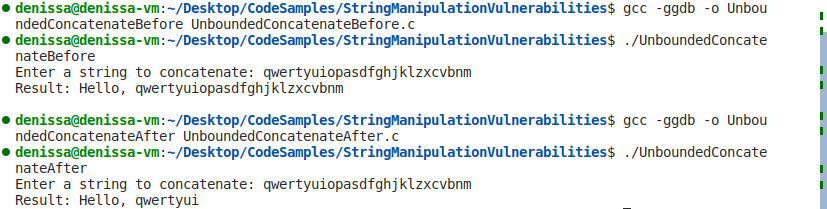 denissa@denissa-vm:~/Desktop/CodeSamples/StringManipulationVulnerabilities$ gcc -ggdb -o Unbou
ndedConcatenateBefore UnboundedConcatenateBefore.c
denissa@denissa-vm:~/Desktop/CodeSamples/StringManipulationVulnerabilities$ ./UnboundedConcate
nateBefore
Enter a string to concatenate: qwertyuiopasdfghjklzxcvbnm
Result: Hello, qwertyuiopasdfghjklzxcvbnm
denissa@denissa-vm:~/Desktop/CodeSamples/StringManipulationVulnerabilities$ gcc -ggdb -o Unbou
ndedConcatenateAfter UnboundedConcatenateAfter.c
denissa@denissa-vm:~/Desktop/CodeSamples/StringManipulationVulnerabilities$ ./UnboundedConcate
nateAfter
Enter a string to concatenate: qwertyuiopasdfghjklzxcvbnm
Result: Hello, qwertyui